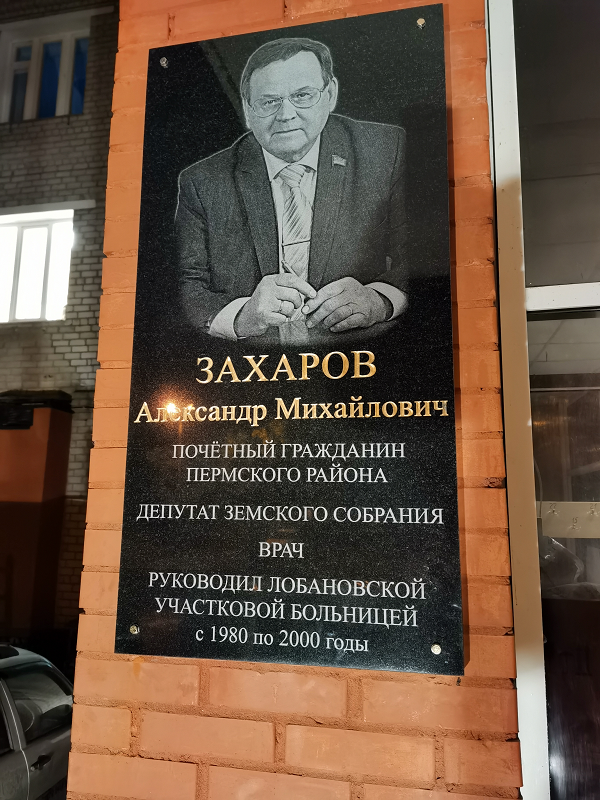 ЗАХАРОВ
Александр Михайлович
ПОЧЁТНЫЙ ГРАЖДАНИН
ПЕРМСКОГО РАЙОНА
ДЕПУТАТ ЗЕМСКОГО СОБРАНИЯ
ВРАЧ
РУКОВОДИЛ ЛОБАНОВСКОЙ
УЧАСТКОВОЙ БОЛЬНИЦЕЙ
с 1980 по 2000 годы